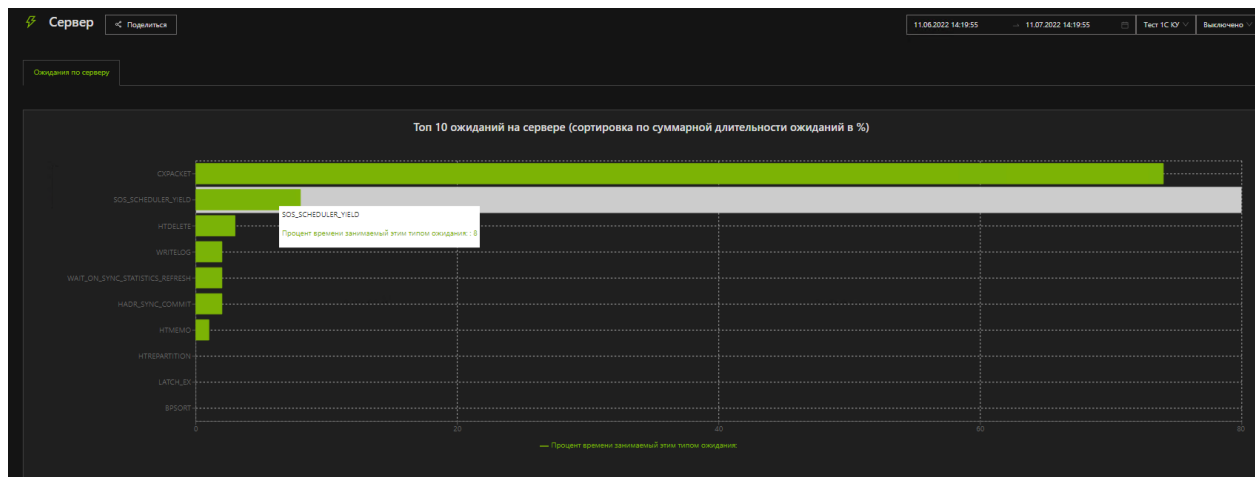 Сервер
Поделиться
11.06.2022 14:19:55 → 11.07.2022 14:19:55
Тест 1С КУ
Выключено
Ожидания по серверу
Топ 10 ожиданий на сервере (сортировка по суммарной длительности ожиданий в %)
CXPACKET
SOS_SCHEDULER_YIELD
SOS_SCHEDULER_YIELD
Процент времени занимаемый этим типом ожидания: : 8
HTDELETE
WRITELOG
WAIT_ON_SYNC_STATISTICS_REFRESH
HADR_SYNC_COMMIT
HTMEMO
HTREPARTITION
LATCH_EX
BPSORT
0 20 40 60 80
Процент времени занимаемый этим типом ожидания: